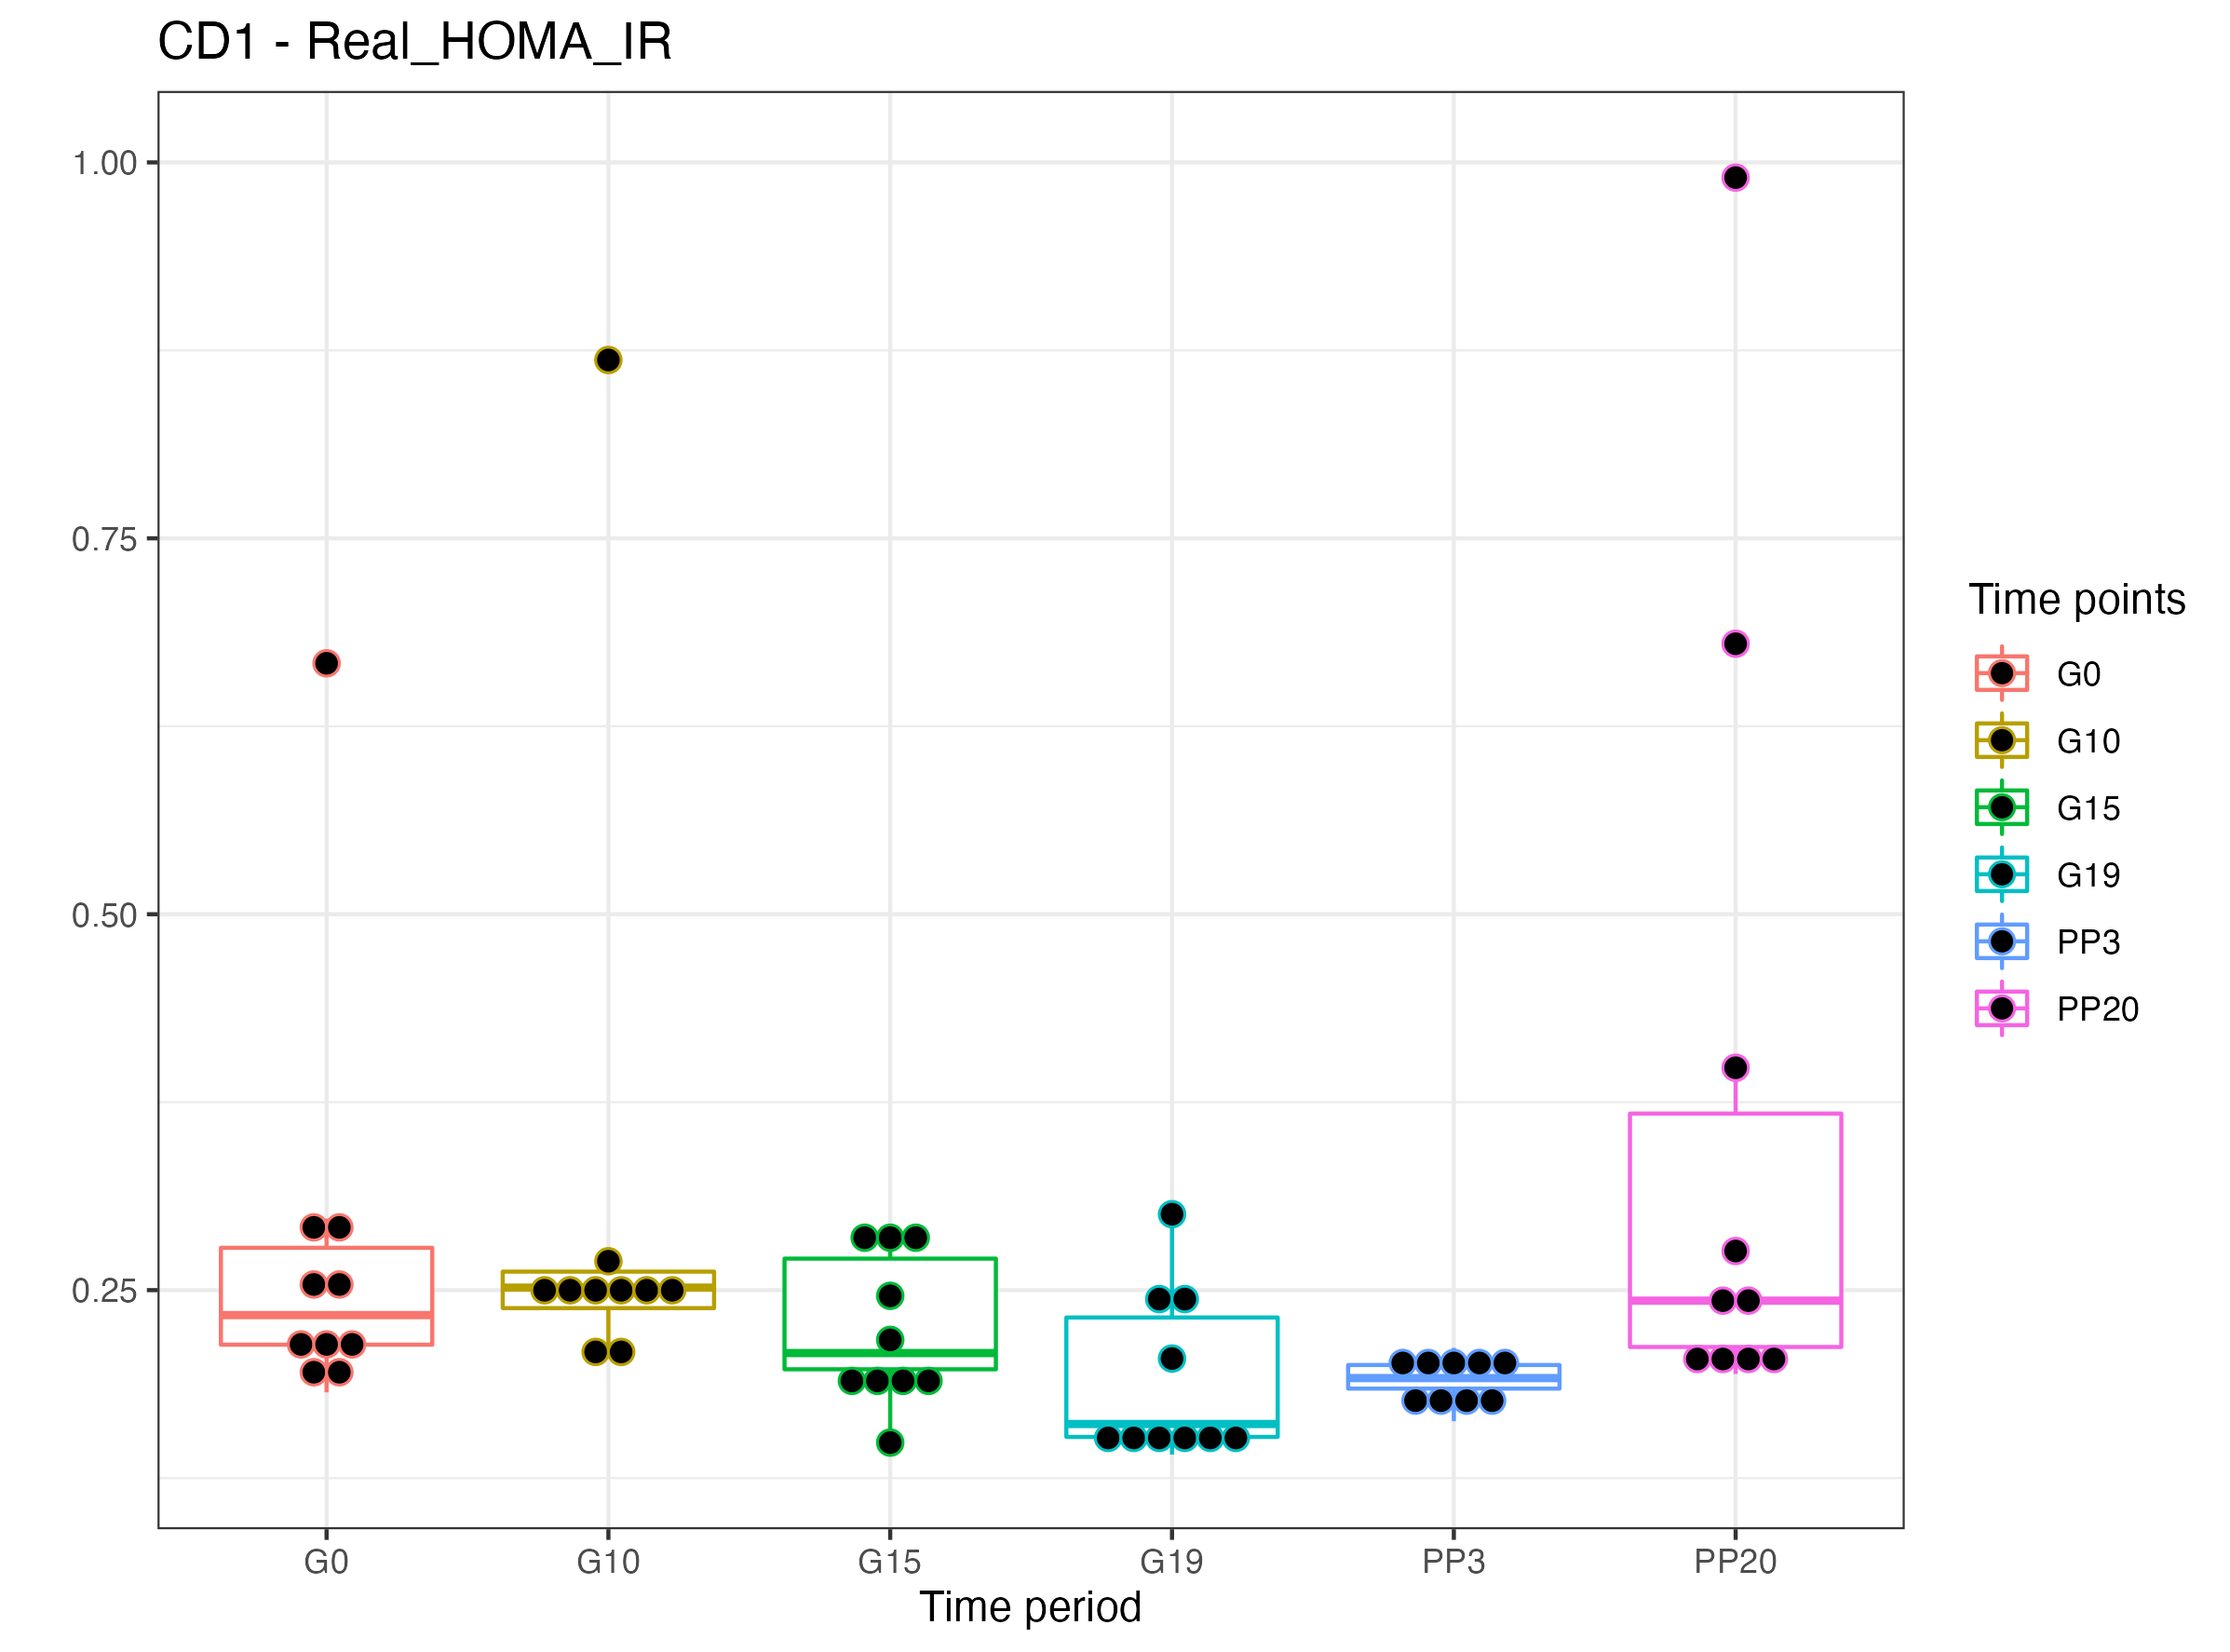 CD1 - Real_HOMA_IR
1.00
0.75
0.50
0.25
G0
G10
G15
G19
PP3
PP20
Time period
Time points
G0
G10
G15
G19
PP3
PP20